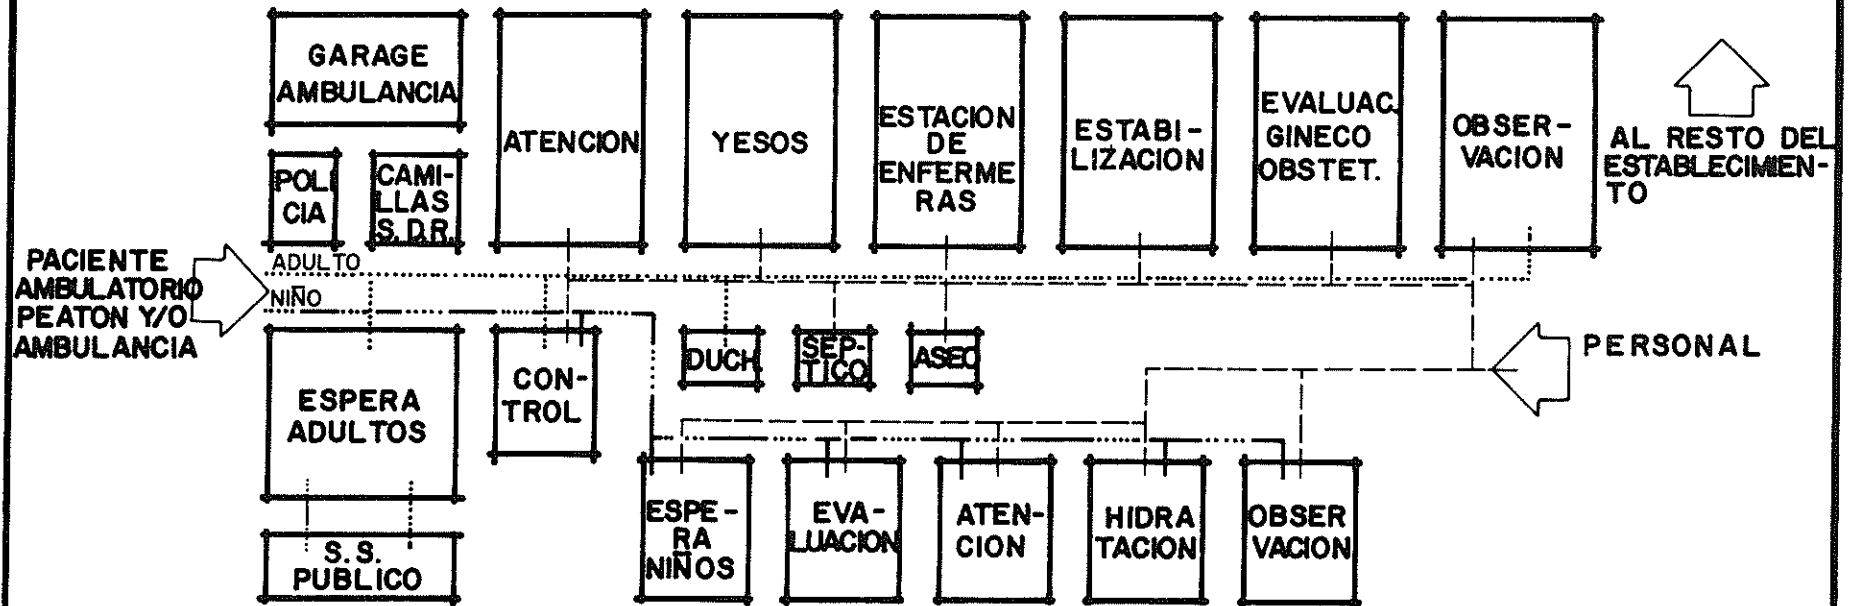 GARAGE
AMBULANCIA
POLI
CIA
CAMI-
LLAS
S.D.R.
ATENCION
YESOS
ESTACION
DE
ENFERME
RAS
ESTABI-
LIZACION
EVALUAC.
GINECO
OBSTET.
OBSER-
VACION
AL RESTO DEL
ESTABLECIMIEN-
TO
PACIENTE
AMBULATORIO
PEATON Y/O
AMBULANCIA
ADULTO
NIÑO
ESPERA
ADULTOS
CON-
TROL
DUCH
SEP-
TICO
ASEO
PERSONAL
S.S.
PUBLICO
ESPE-
RA
NIÑOS
EVA-
LUACION
ATEN-
CION
HIDRA
TACION
OBSER
VACION